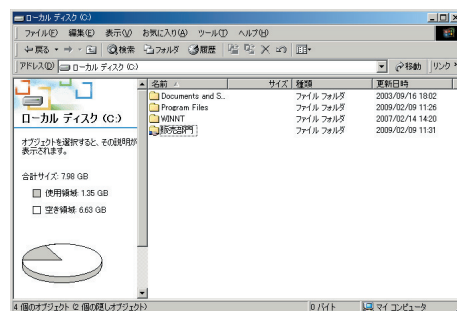 ローカル ディスク (C:)
ファイル(F) 編集(E) 表示(V) お気に入り(A) ツール(T) ヘルプ(H)
戻る 検索 フォルダ 履歴
アドレス(D) ローカル ディスク (C:) 移動 リンク »
名前 サイズ 種類 更新日時
Documents and S... ファイル フォルダ 2003/09/16 18:02
Program Files ファイル フォルダ 2009/02/09 11:26
WINNT ファイル フォルダ 2007/02/14 14:20
販売部門 ファイル フォルダ 2009/02/09 11:31
ローカル ディスク (C:)
オブジェクトを選択すると、その説明が
表示されます。
合計サイズ: 7.98 GB
使用領域: 1.35 GB
空き領域: 6.63 GB
4 個のオブジェクト (2 個の隠しオブジェクト) 0 バイト マイ コンピュータ